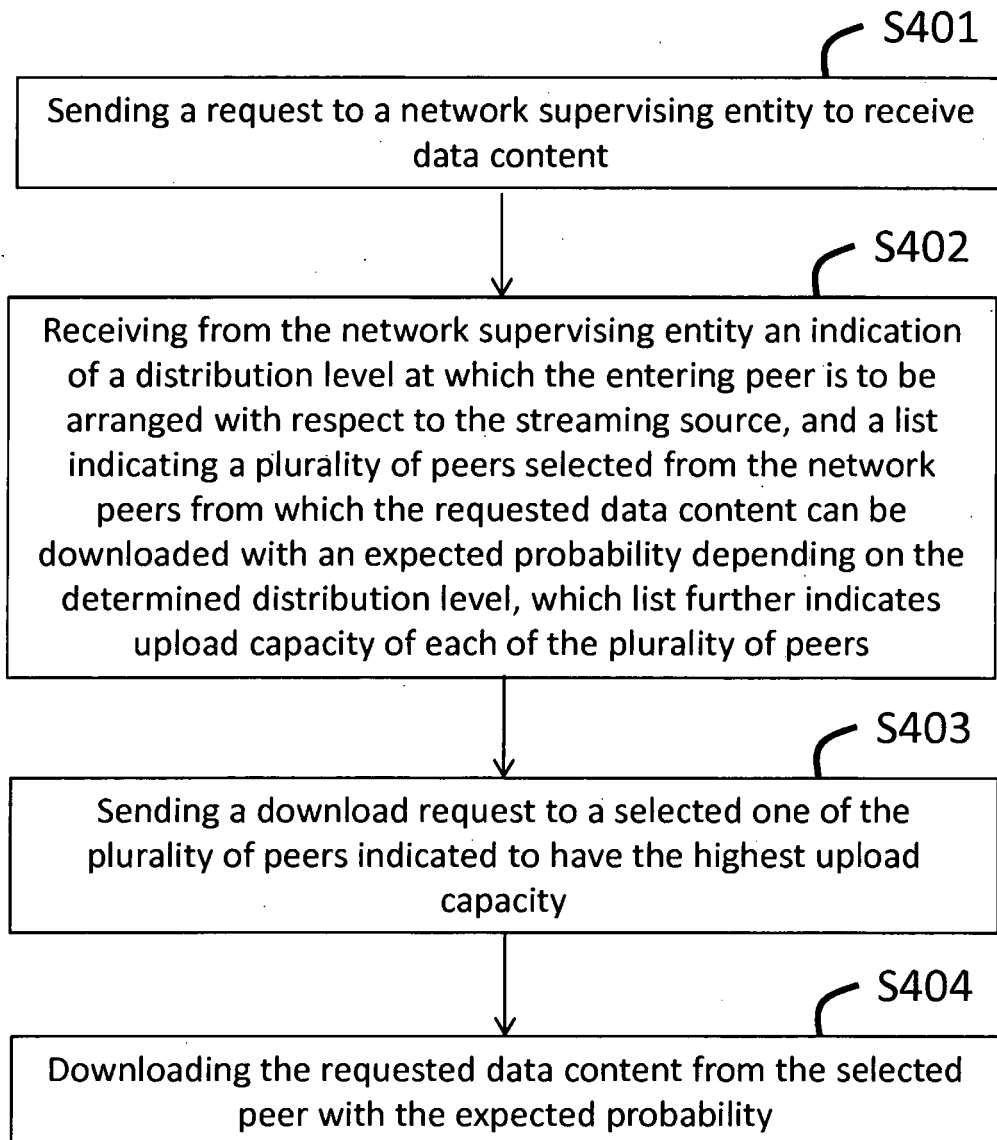 S401
Sending a request to a network supervising entity to receive
data content
S402
Receiving from the network supervising entity an indication
of a distribution level at which the entering peer is to be
arranged with respect to the streaming source, and a list
indicating a plurality of peers selected from the network
peers from which the requested data content can be
downloaded with an expected probability depending on the
determined distribution level, which list further indicates
upload capacity of each of the plurality of peers
S403
Sending a download request to a selected one of the
plurality of peers indicated to have the highest upload
capacity
S404
Downloading the requested data content from the selected
peer with the expected probability